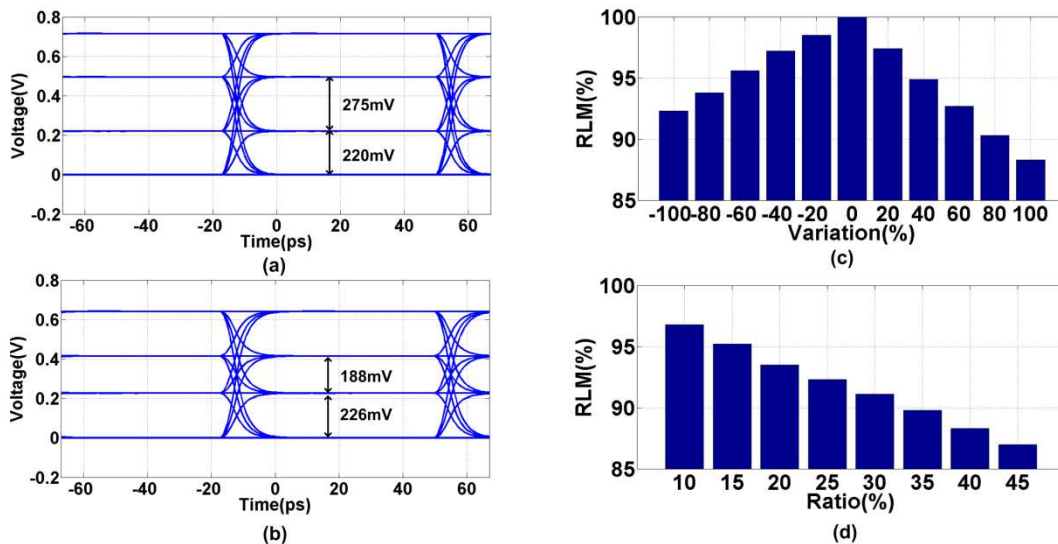 0.8
0.6
0.4
0.2
0
-0.2
Voltage(V)
275mV
220mV
-60 -40 -20 0 20 40 60
Time(ps)
(a)
0.8
0.6
0.4
0.2
0
-0.2
Voltage(V)
188mV
226mV
-60 -40 -20 0 20 40 60
Time(ps)
(b)
100
95
90
85
RLM(%)
-100 -80 -60 -40 -20 0 20 40 60 80 100
Variation(%)
(c)
100
95
90
85
RLM(%)
10 15 20 25 30 35 40 45
Ratio(%)
(d)